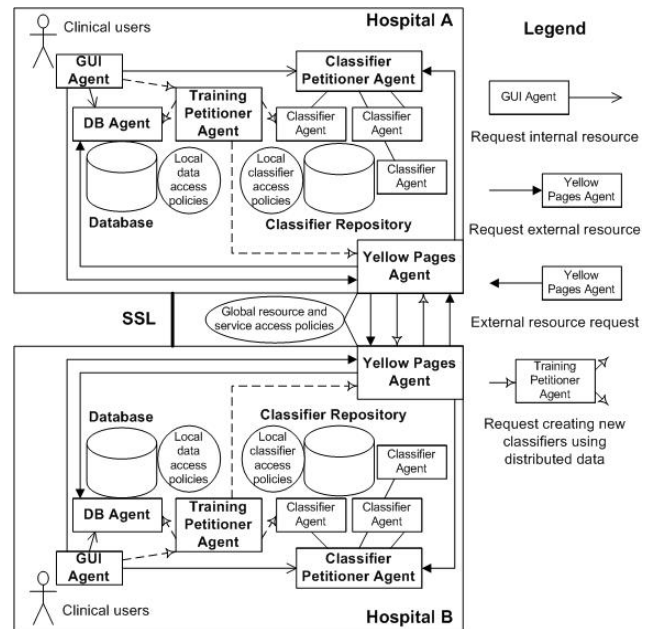 Clinical users
Hospital A
GUI
Agent
Classifier
Petitioner Agent
DB Agent
Training
Petitioner
Agent
Classifier
Agent
Classifier
Agent
Classifier
Agent
Local
data
access
policies
Local
classifier
access
policies
Database
Classifier Repository
Yellow Pages
Agent
SSL
Global resource and
service access policies
Yellow Pages
Agent
Database
Classifier Repository
Local
data
access
policies
Local
classifier
access
policies
Classifier
Agent
DB Agent
Training
Petitioner
Agent
Classifier
Agent
Classifier
Agent
GUI
Agent
Classifier
Petitioner Agent
Clinical users
Hospital B
Legend
GUI Agent
Request internal resource
Yellow
Pages Agent
Request external resource
Yellow
Pages Agent
External resource request
Training
Petitioner
Agent
Request creating new
classifiers using
distributed data